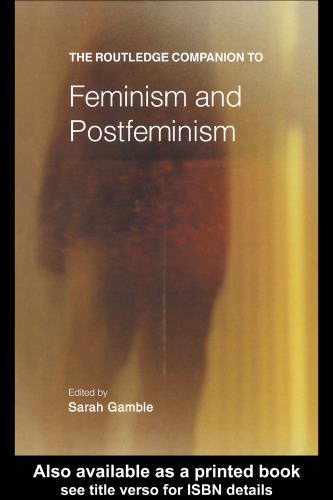 THE ROUTLEDGE COMPANION TO
Feminism and
Postfeminism
Edited by
Sarah Gamble
Also available as a printed book
see title verso for ISBN details